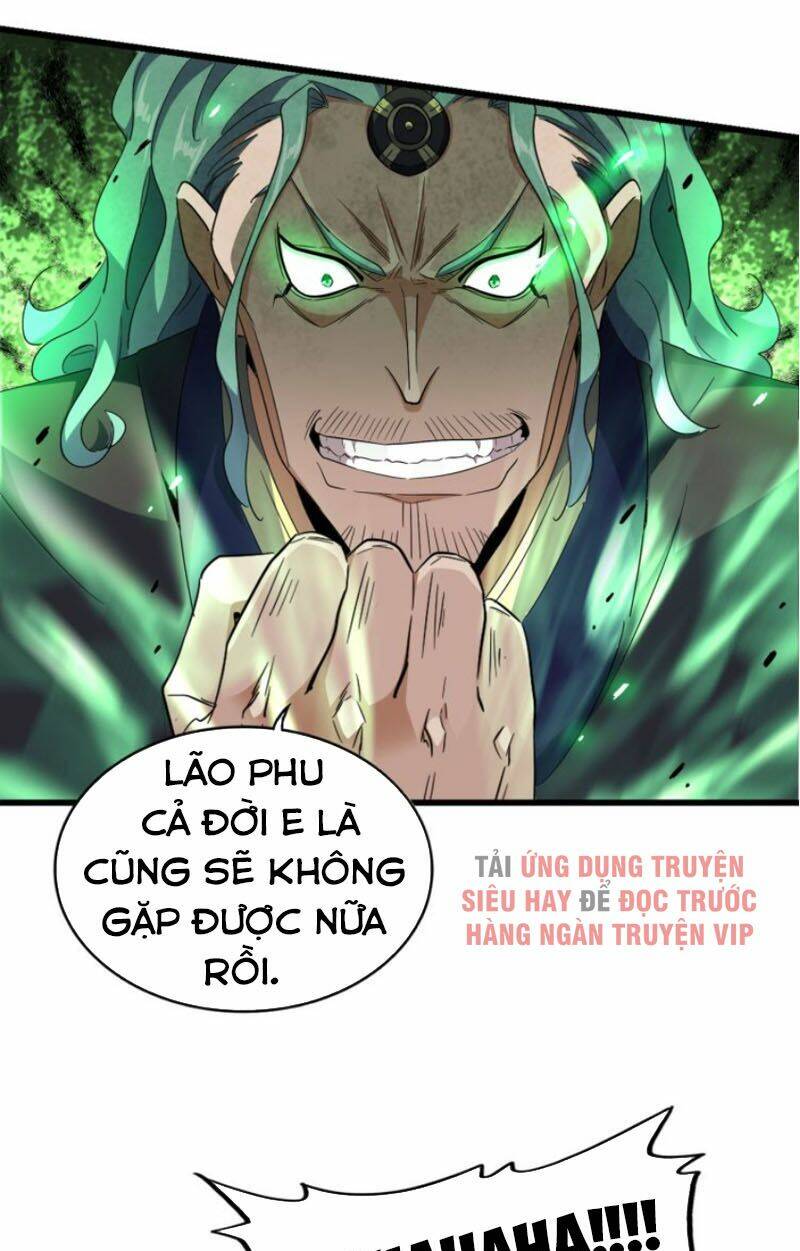 LÃO PHU
CẢ ĐỜI E LÀ
CŨNG SẼ KHÔNG
GẶP ĐƯỢC NỮA
RỒI.
TẢI ỨNG DỤNG TRUYỆN
SIÊU HAY ĐỂ ĐỌC TRƯỚC
HÀNG NGÀN TRUYỆN VIP